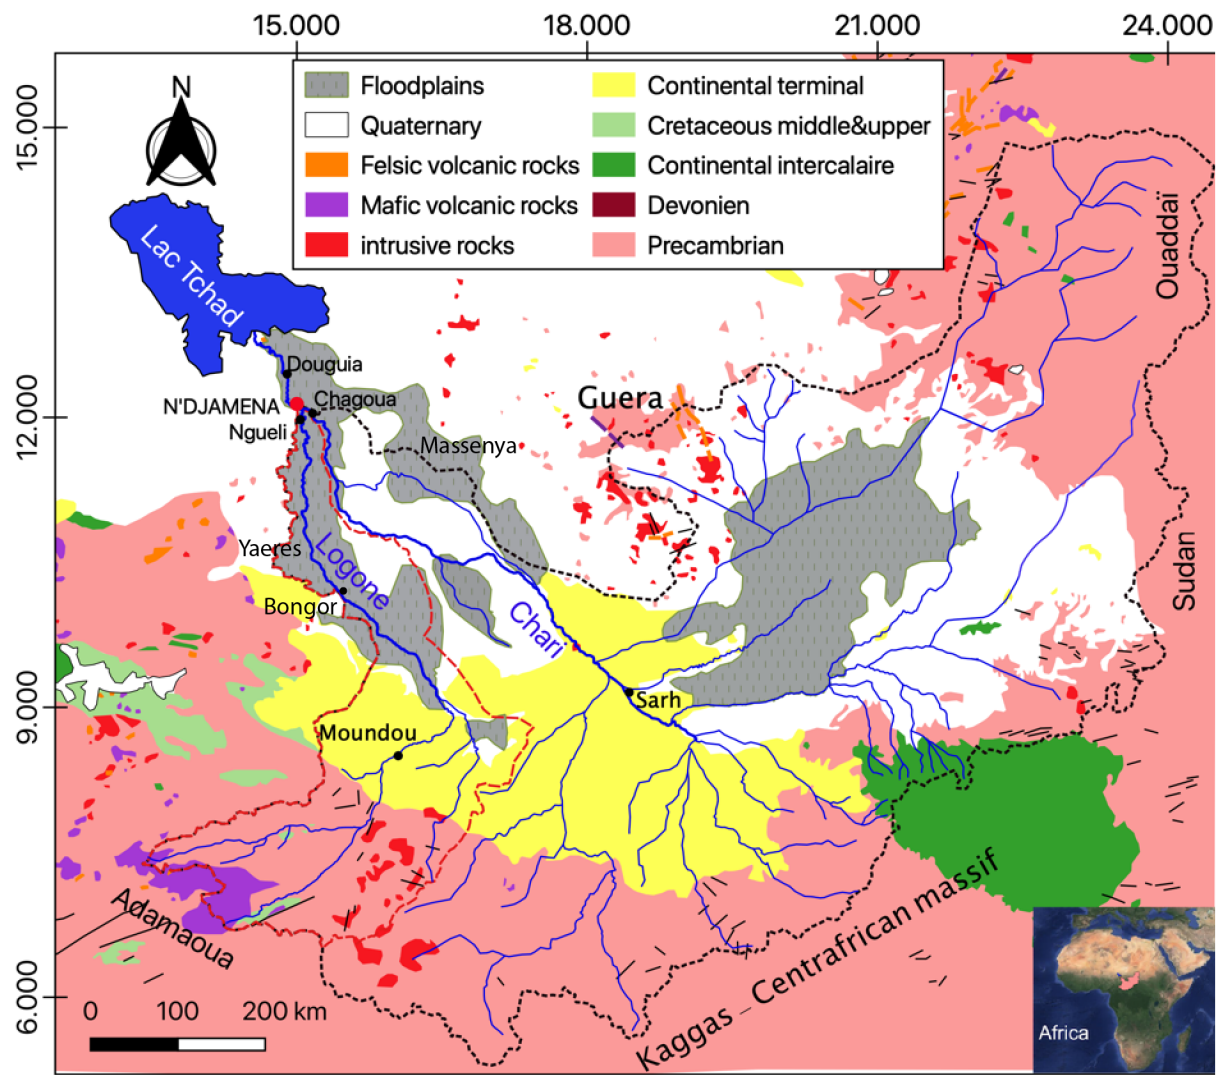 15.000
18.000
21.000
24.000
N
Floodplains
Quaternary
Felsic volcanic rocks
Mafic volcanic rocks
intrusive rocks
Continental terminal
Cretaceous middle&upper
Continental intercalaire
Devonien
Precambrian
15.000
12.000
9.000
6.000
Lac Tchad
Ouaddaï
Douguia
N'DJAMENA
Chagoua
Ngueli
Guera
Massenya
Yaeres
Logone
Bongor
Chari
Sudan
Sarh
Moundou
Adamaoua
Kaggas _ Centrafrican massif
0 100 200 km
Africa